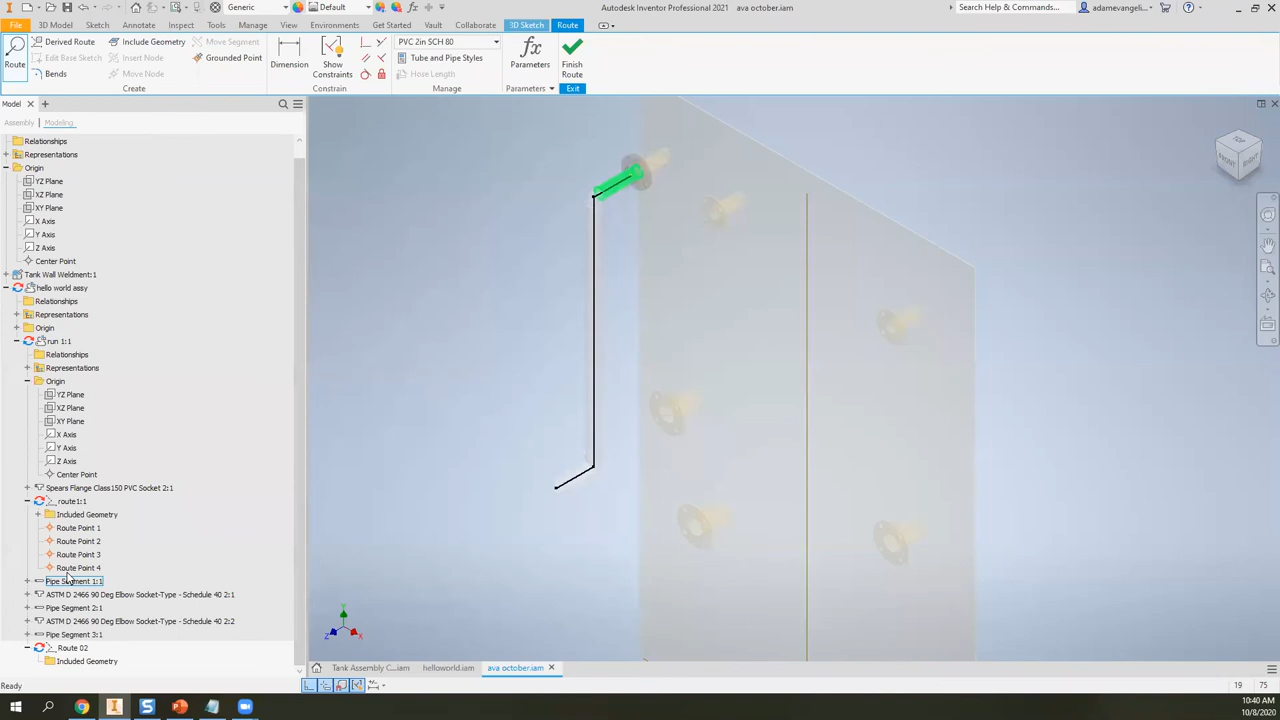 Generic
Default
Autodesk Inventor Professional 2021 ava october.iam
Search Help & Commands...
adamevangeli...
File
3D Model
Sketch
Annotate
Inspect
Tools
Manage
View
Environments
Get Started
Vault
Collaborate
3D Sketch
Route
Route
Derived Route
Edit Base Sketch
Bends
Include Geometry
Insert Node
Move Node
Move Segment
Grounded Point
Create
Dimension
Show
Constraints
Constrain
PVC 2in SCH 80
Tube and Pipe Styles
Hose Length
Manage
Parameters
Parameters
Finish
Route
Exit
Model
Assembly
Modeling
Relationships
Representations
Origin
YZ Plane
XZ Plane
XY Plane
X Axis
Y Axis
Z Axis
Center Point
Tank Wall Weldment:1
hello world assy
Relationships
Representations
Origin
run 1:1
Relationships
Representations
Origin
YZ Plane
XZ Plane
XY Plane
X Axis
Y Axis
Z Axis
Center Point
Spears Flange Class150 PVC Socket 2:1
route1:1
Included Geometry
Route Point 1
Route Point 2
Route Point 3
Route Point 4
Pipe Segment 1:1
ASTM D 2466 90 Deg Elbow Socket-Type - Schedule 40 2:1
Pipe Segment 2:1
ASTM D 2466 90 Deg Elbow Socket-Type - Schedule 40 2:2
Pipe Segment 3:1
Route 02
Included Geometry
TOP
FRONT
RIGHT
Y
Z
X
Tank Assembly C...iam
helloworld.iam
ava october.iam
Ready
19
75
10:40 AM
10/8/2020